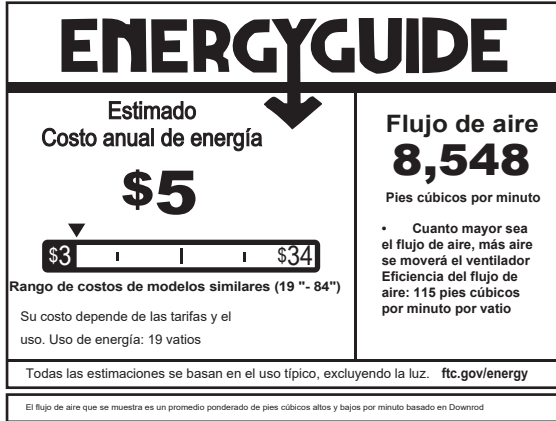 ENERGYGUIDE
Estimado
Costo anual de energía
$5
$3 $34
Rango de costos de modelos similares (19 "- 84")
Su costo depende de las tarifas y el
uso. Uso de energía: 19 vatios
Flujo de aire
8,548
Pies cúbicos por minuto
• Cuanto mayor sea
el flujo de aire, más aire
se moverá el ventilador
Eficiencia del flujo de
aire: 115 pies cúbicos
por minuto por vatio
Todas las estimaciones se basan en el uso típico, excluyendo la luz. ftc.gov/energy
El flujo de aire que se muestra es un promedio ponderado de pies cúbicos altos y bajos por minuto basado en Downrod